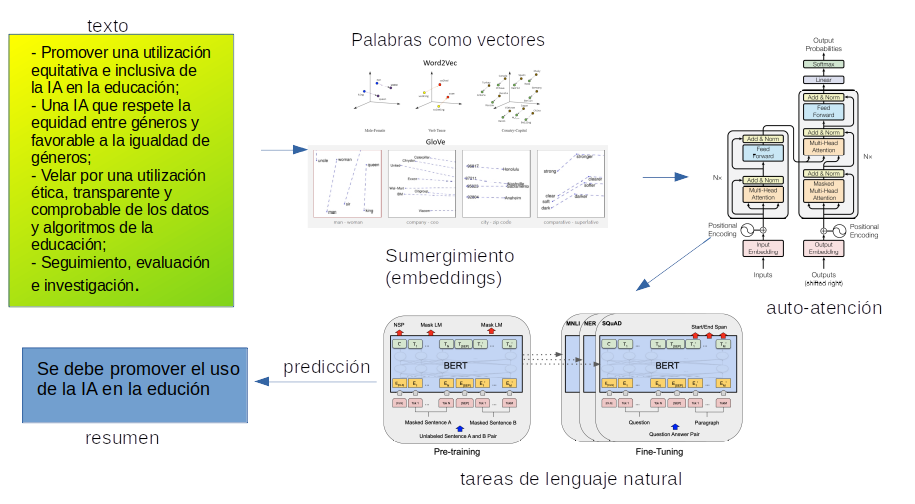 texto
- Promover una utilización
equitativa e inclusiva de
la IA en la educación;
- Una IA que respete la
equidad entre géneros y
favorable a la igualdad de
géneros;
- Velar por una utilización
ética, transparente y
comprobable de los datos
y algoritmos de la
educación;
- Seguimiento, evaluación
e investigación.
Palabras como vectores
Word2Vec
Male-Female
Verb Tense
Country-Capital
GloVe
man - woman
company - ceo
city - zip code
comparative - superlative
Sumergimiento
(embeddings)
Output
Probabilities
Softmax
Linear
Add & Norm
Feed
Forward
Add & Norm
Multi-Head
Attention
Add & Norm
Masked
Multi-Head
Attention
Nx
Add & Norm
Feed
Forward
Add & Norm
Multi-Head
Attention
Nx
Positional
Encoding
Positional
Encoding
Input
Embedding
Output
Embedding
Inputs
Outputs
(shifted right)
auto-atención
NSP
Mask LM
Mask LM
BERT
Masked Sentence A
Masked Sentence B
Unlabeled Sentence A and B Pair
Pre-training
MNLI
NER
SQuAD
Start/End Span
BERT
Question
Paragraph
Question Answer Pair
Fine-Tuning
tareas de lenguaje natural
predicción
Se debe promover el uso
de la IA en la edución
resumen